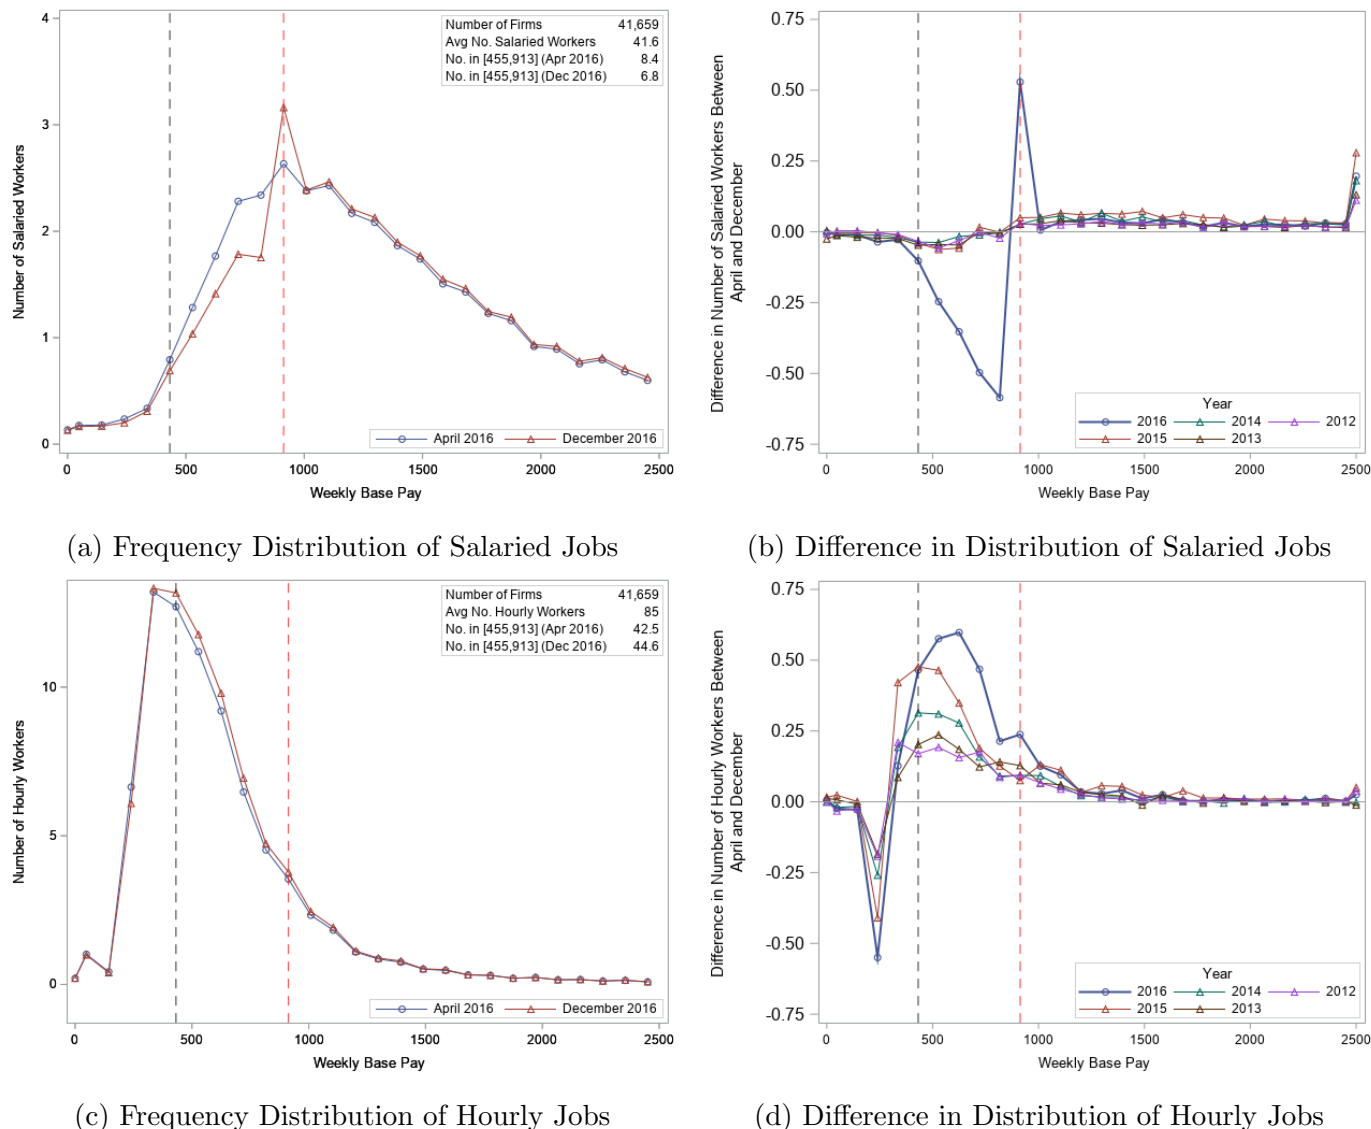 Number of Firms 41,659
Avg No. Salaried Workers 41.6
No. in [455,913] (Apr 2016) 8.4
No. in [455,913] (Dec 2016) 6.8
4
3
2
1
0
Number of Salaried Workers
April 2016 December 2016
0 500 1000 1500 2000 2500
Weekly Base Pay
(a) Frequency Distribution of Salaried Jobs
0.75
0.50
0.25
0.00
-0.25
-0.50
-0.75
Difference in Number of Salaried Workers Between
April and December
Year
2016 2014 2012
2015 2013
0 500 1000 1500 2000 2500
Weekly Base Pay
(b) Difference in Distribution of Salaried Jobs
Number of Firms 41,659
Avg No. Hourly Workers 85
No. in [455,913] (Apr 2016) 42.5
No. in [455,913] (Dec 2016) 44.6
10
5
0
Number of Hourly Workers
April 2016 December 2016
0 500 1000 1500 2000 2500
Weekly Base Pay
(c) Frequency Distribution of Hourly Jobs
0.75
0.50
0.25
0.00
-0.25
-0.50
-0.75
Difference in Number of Hourly Workers Between
April and December
Year
2016 2014 2012
2015 2013
0 500 1000 1500 2000 2500
Weekly Base Pay
(d) Difference in Distribution of Hourly Jobs